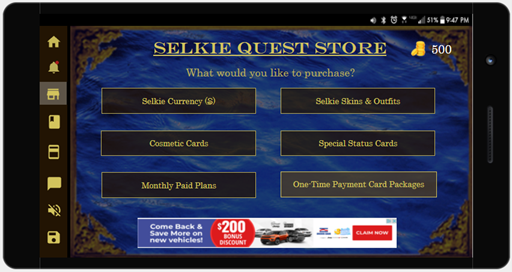 51% 9:47 PM
SELKIE QUEST STORE
500
What would you like to purchase?
Selkie Currency (Ꞩ)
Selkie Skins & Outfits
Cosmetic Cards
Special Status Cards
Monthly Paid Plans
One-Time Payment Card Packages
Come Back &
Save More on
new vehicles!
$200
BONUS
DISCOUNT
CLAIM NOW